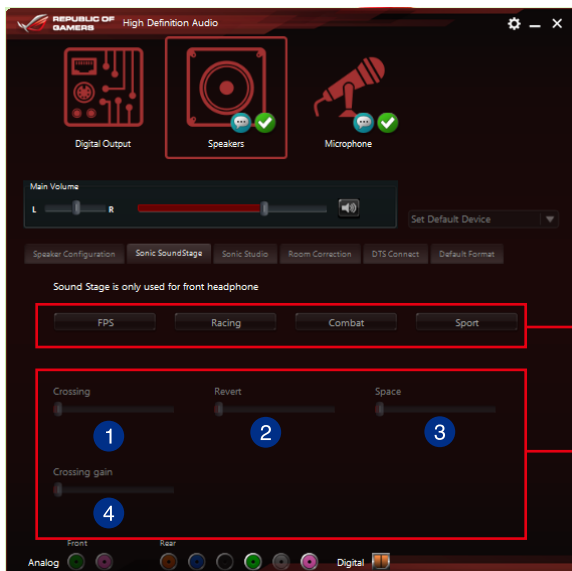 REPUBLIC OF
GAMERS
High Definition Audio
Digital Output
Speakers
Microphone
Main Volume
L
R
Set Default Device
Speaker Configuration
Sonic SoundStage
Sonic Studio
Room Correction
DTS Connect
Default Format
Sound Stage is only used for front headphone
FPS
Racing
Combat
Sport
Crossing
Revert
Space
1
2
3
Crossing gain
4
Front
Rear
Analog
Digital